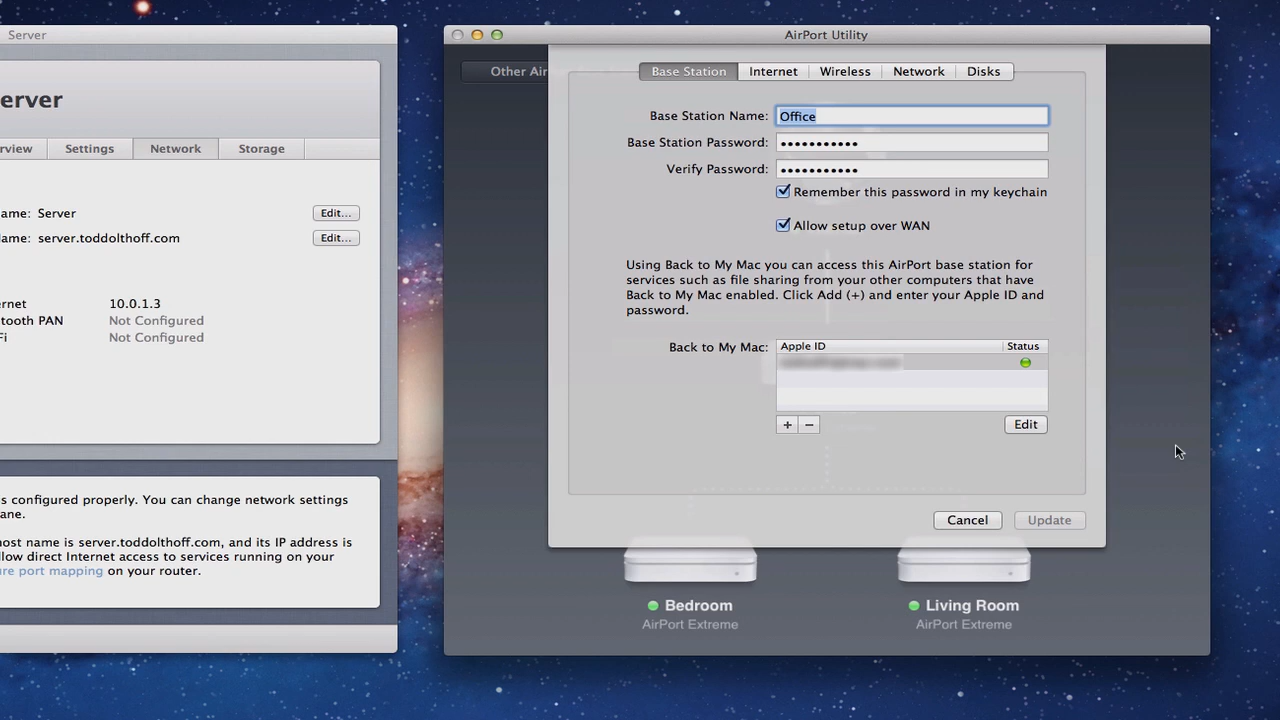 Server
erver
rview
Settings
Network
Storage
ame: Server
Edit...
ame: server.toddolthoff.com
Edit...
ernet 10.0.1.3
tooth PAN Not Configured
Fi Not Configured
s configured properly. You can change network settings
ane.
ost name is server.toddolthoff.com, and its IP address is
llow direct Internet access to services running on your
ure port mapping on your router.
AirPort Utility
Other Air
Base Station
Internet
Wireless
Network
Disks
Base Station Name: Office
Base Station Password: •••••••••••
Verify Password: •••••••••••
Remember this password in my keychain
Allow setup over WAN
Using Back to My Mac you can access this AirPort base station for
services such as file sharing from your other computers that have
Back to My Mac enabled. Click Add (+) and enter your Apple ID and
password.
Back to My Mac:
Apple ID
Status
+
−
Edit
Cancel
Update
Bedroom
AirPort Extreme
Living Room
AirPort Extreme